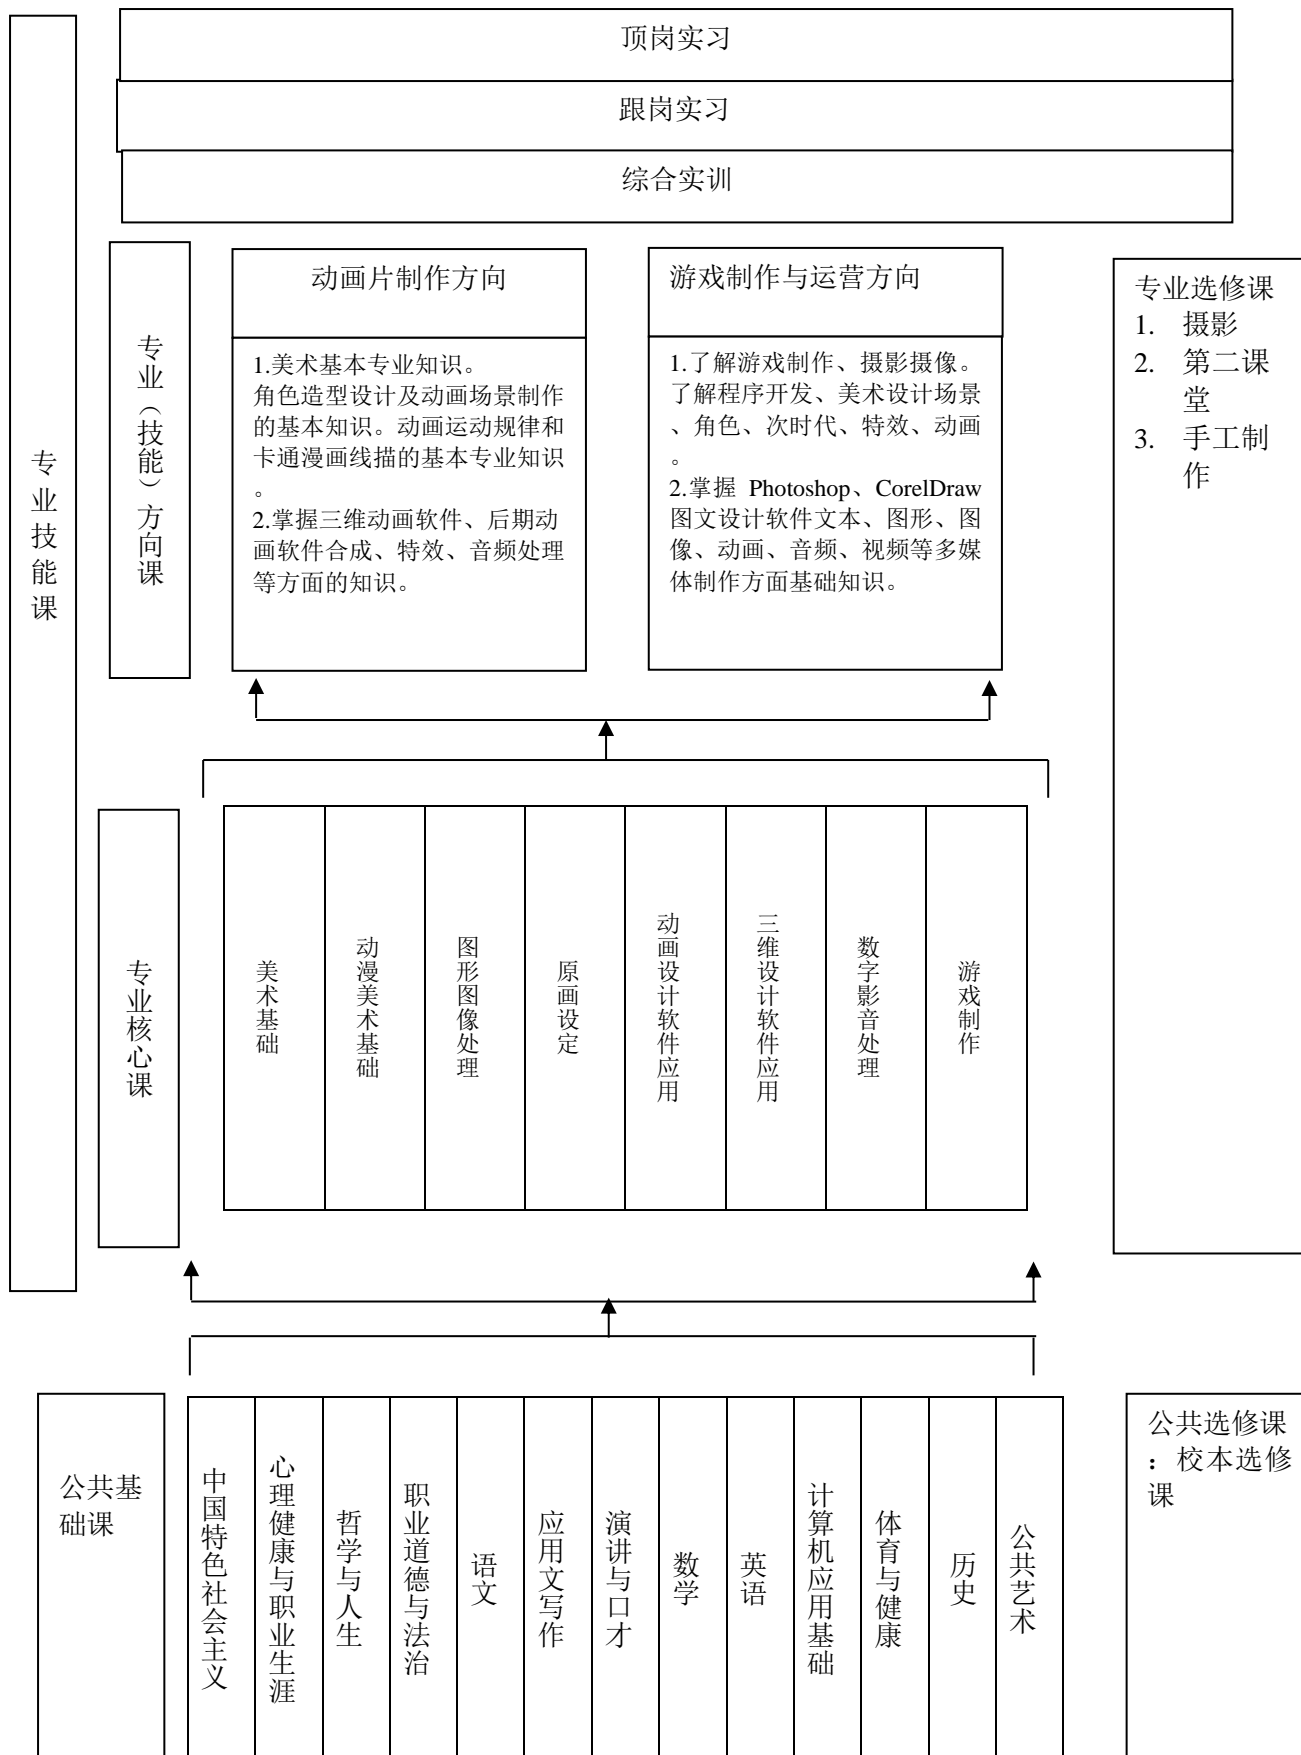 顶岗实习
跟岗实习
综合实训
专业技能课
专业（技能）方向课
动画片制作方向
1.美术基本专业知识。
角色造型设计及动画场景制作
的基本知识。动画运动规律和
卡通漫画线描的基本专业知识
。
2.掌握三维动画软件、后期动
画软件合成、特效、音频处理
等方面的知识。
游戏制作与运营方向
1.了解游戏制作、摄影摄像。
了解程序开发、美术设计场景
、角色、次时代、特效、动画
。
2.掌握 Photoshop、CorelDraw
图文设计软件文本、图形、图
像、动画、音频、视频等多媒
体制作方面基础知识。
专业选修课
1. 摄影
2. 第二课
堂
3. 手工制
作
专业核心课
美术基础
动漫美术基础
图形图像处理
原画设定
动画设计软件应用
三维设计软件应用
数字影音处理
游戏制作
公共基
础课
中国特色社会主义
心理健康与职业生涯
哲学与人生
职业道德与法治
语文
应用文写作
演讲与口才
数学
英语
计算机应用基础
体育与健康
历史
公共艺术
公共选修课
：校本选修
课